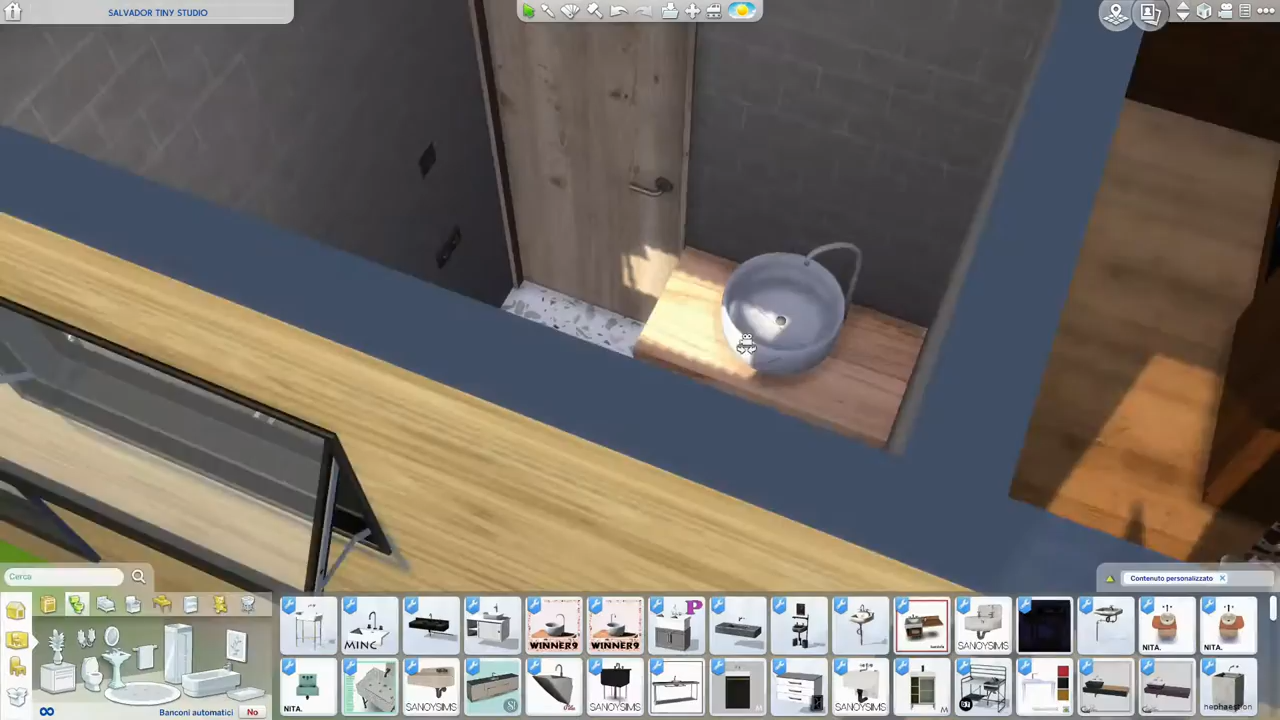 SALVADOR TINY STUDIO
Cerca
Contenuto personalizzato
MINC
WINNER9
WINNER9
P
SANOYSIMS
NITA.
NITA.
NITA.
SANOYSIMS
SANOYSIMS
M
SANOYSIMS
M
nephaestion
Banconi automatici
No